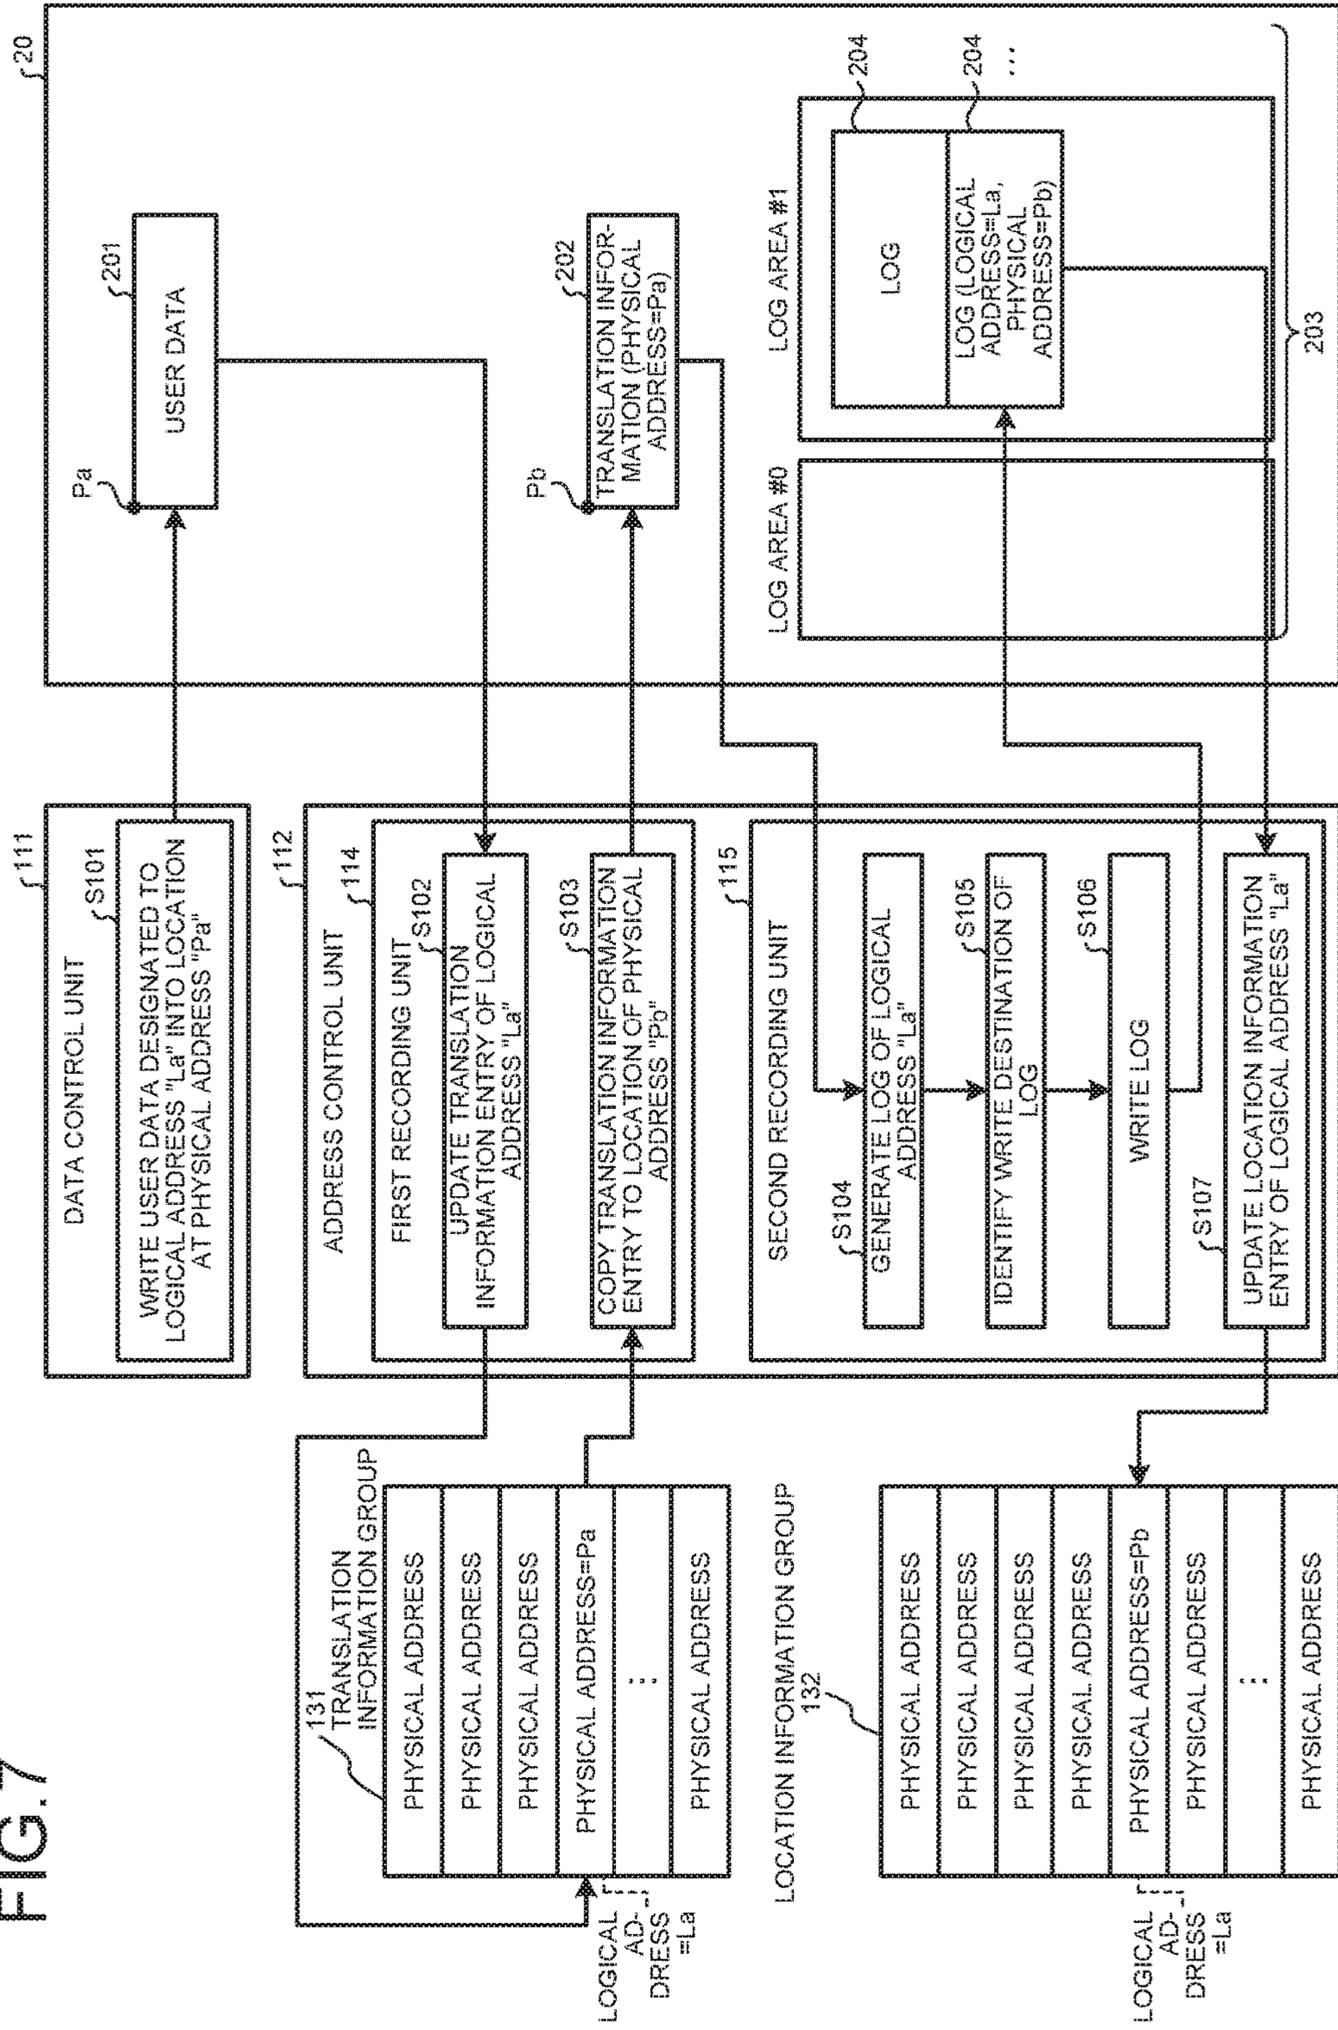 FIG.7
111
DATA CONTROL UNIT
S101
WRITE USER DATA DESIGNATED TO
LOGICAL ADDRESS "La" INTO LOCATION
AT PHYSICAL ADDRESS "Pa"
20
Pa
201
USER DATA
112
ADDRESS CONTROL UNIT
114
FIRST RECORDING UNIT
S102
UPDATE TRANSLATION
INFORMATION ENTRY OF LOGICAL
ADDRESS "La"
S103
COPY TRANSLATION INFORMATION
ENTRY TO LOCATION OF PHYSICAL
ADDRESS "Pb"
131
TRANSLATION
INFORMATION GROUP
PHYSICAL ADDRESS
PHYSICAL ADDRESS
PHYSICAL ADDRESS
PHYSICAL ADDRESS=Pa
...
PHYSICAL ADDRESS
LOGICAL
AD-
DRESS
=La
Pb
202
TRANSLATION INFOR-
MATION (PHYSICAL
ADDRESS=Pa)
115
SECOND RECORDING UNIT
S104
GENERATE LOG OF LOGICAL
ADDRESS "La"
S105
IDENTIFY WRITE DESTINATION OF
LOG
S106
WRITE LOG
S107
UPDATE LOCATION INFORMATION
ENTRY OF LOGICAL ADDRESS "La"
LOCATION INFORMATION GROUP
132
PHYSICAL ADDRESS
PHYSICAL ADDRESS
PHYSICAL ADDRESS
PHYSICAL ADDRESS
PHYSICAL ADDRESS=Pb
PHYSICAL ADDRESS
...
PHYSICAL ADDRESS
LOGICAL
AD-
DRESS
=La
LOG AREA #0
LOG AREA #1
LOG
204
LOG (LOGICAL
ADDRESS=La,
PHYSICAL
ADDRESS=Pb)
204
...
203